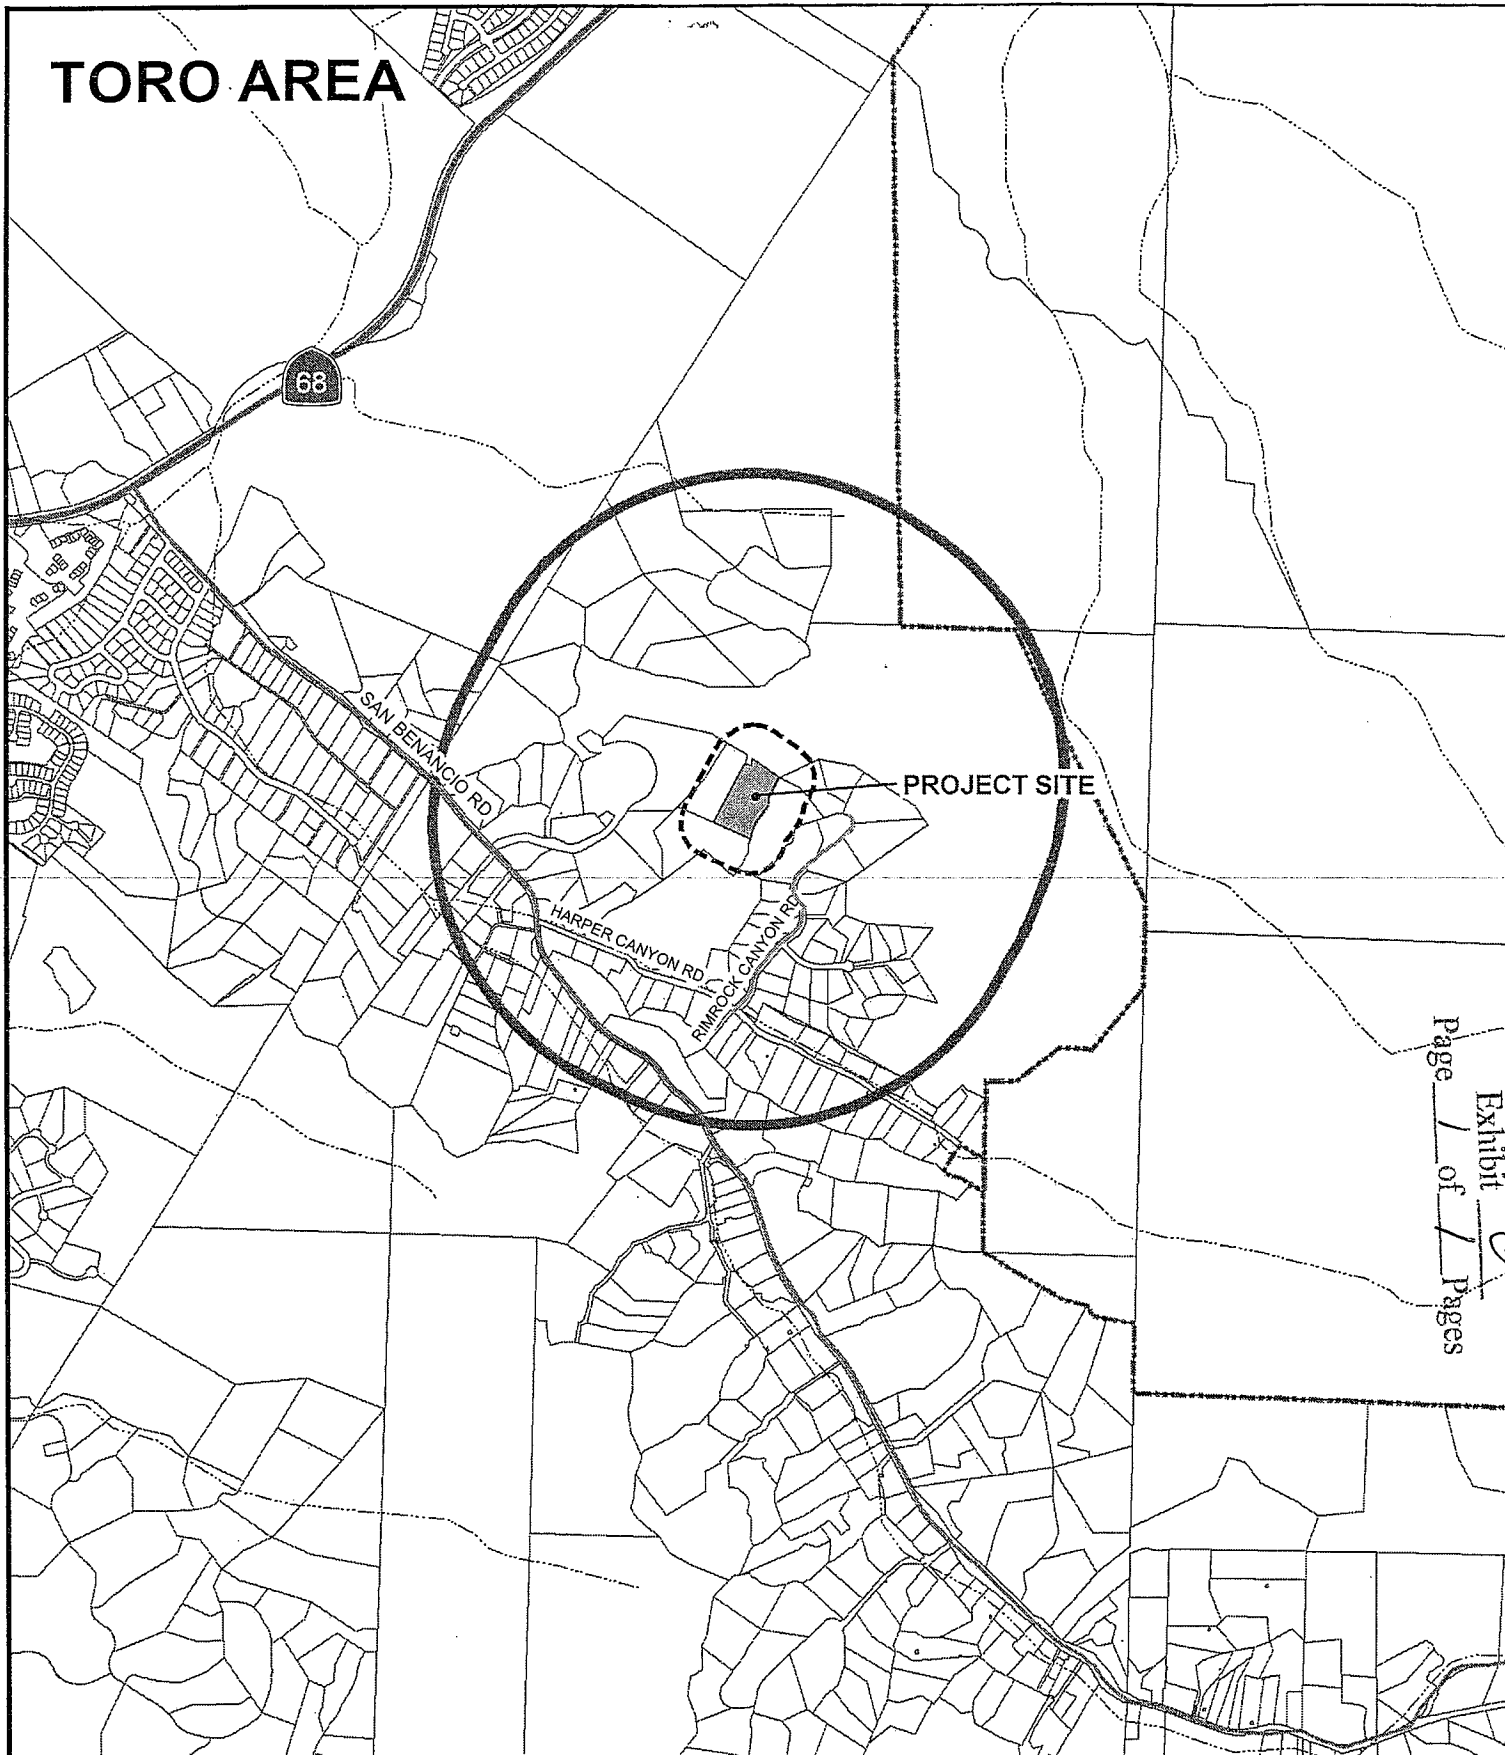 TORO AREA
68
SAN BENANCIO RD
PROJECT SITE
HARPER CANYON RD
RIMROCK CANYON RD
Exhibit
Page 1 of 1 Pages